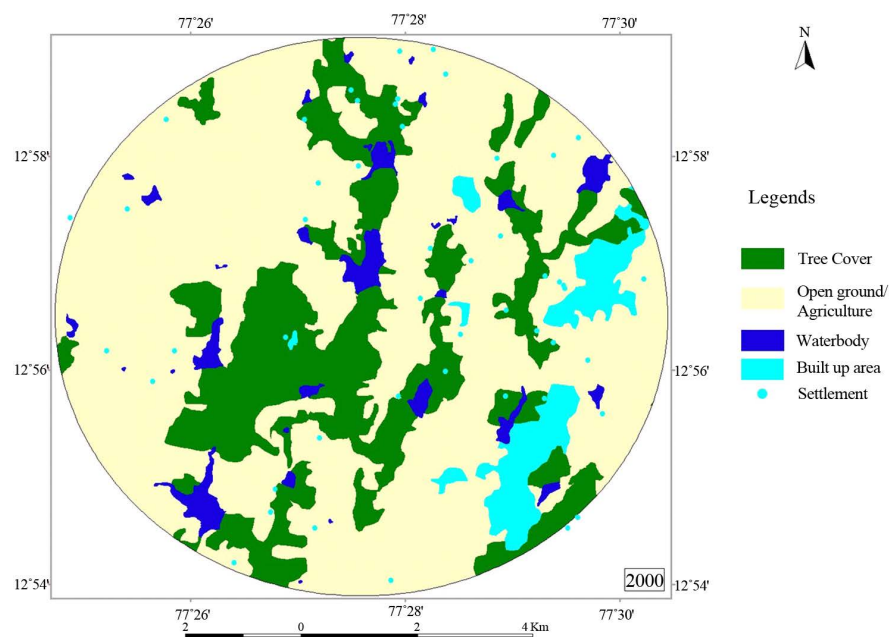 77˚26' 77˚28' 77˚30'
N
12˚58' 12˚58'
Legends
Tree Cover
Open ground/
Agriculture
Waterbody
12˚56' 12˚56'
Built up area
Settlement
12˚54' 2000 12˚54'
77˚26' 77˚28' 77˚30'
2 0 2 4 Km